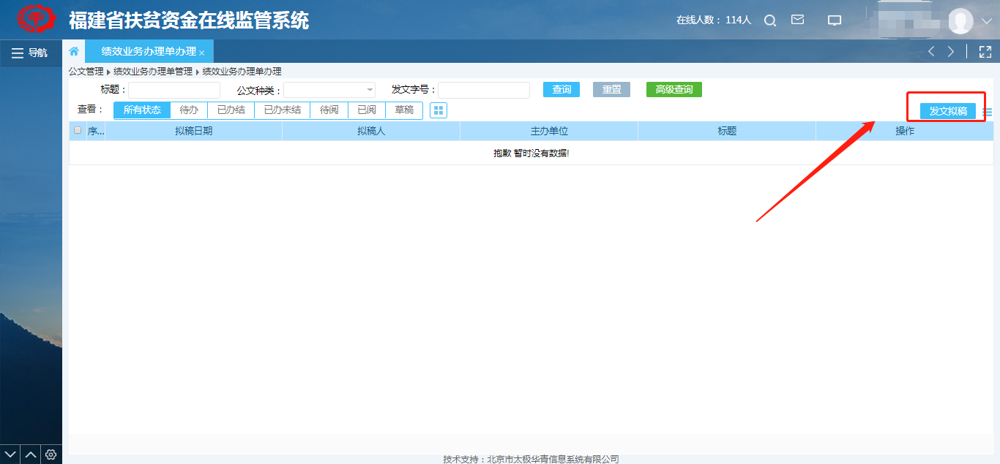 福建省扶贫资金在线监管系统
在线人数： 114人
导航
绩效业务办理单办理 ×
公文管理 绩效业务办理单管理 绩效业务办理单办理
标题： 公文种类： 发文字号： 查询 重置 高级查询
查看： 所有状态 待办 已办结 已办未结 待阅 已阅 草稿 发文拟稿
序... 拟稿日期 拟稿人 主办单位 标题 操作
抱歉 暂时没有数据!
技术支持：北京市太极华青信息系统有限公司